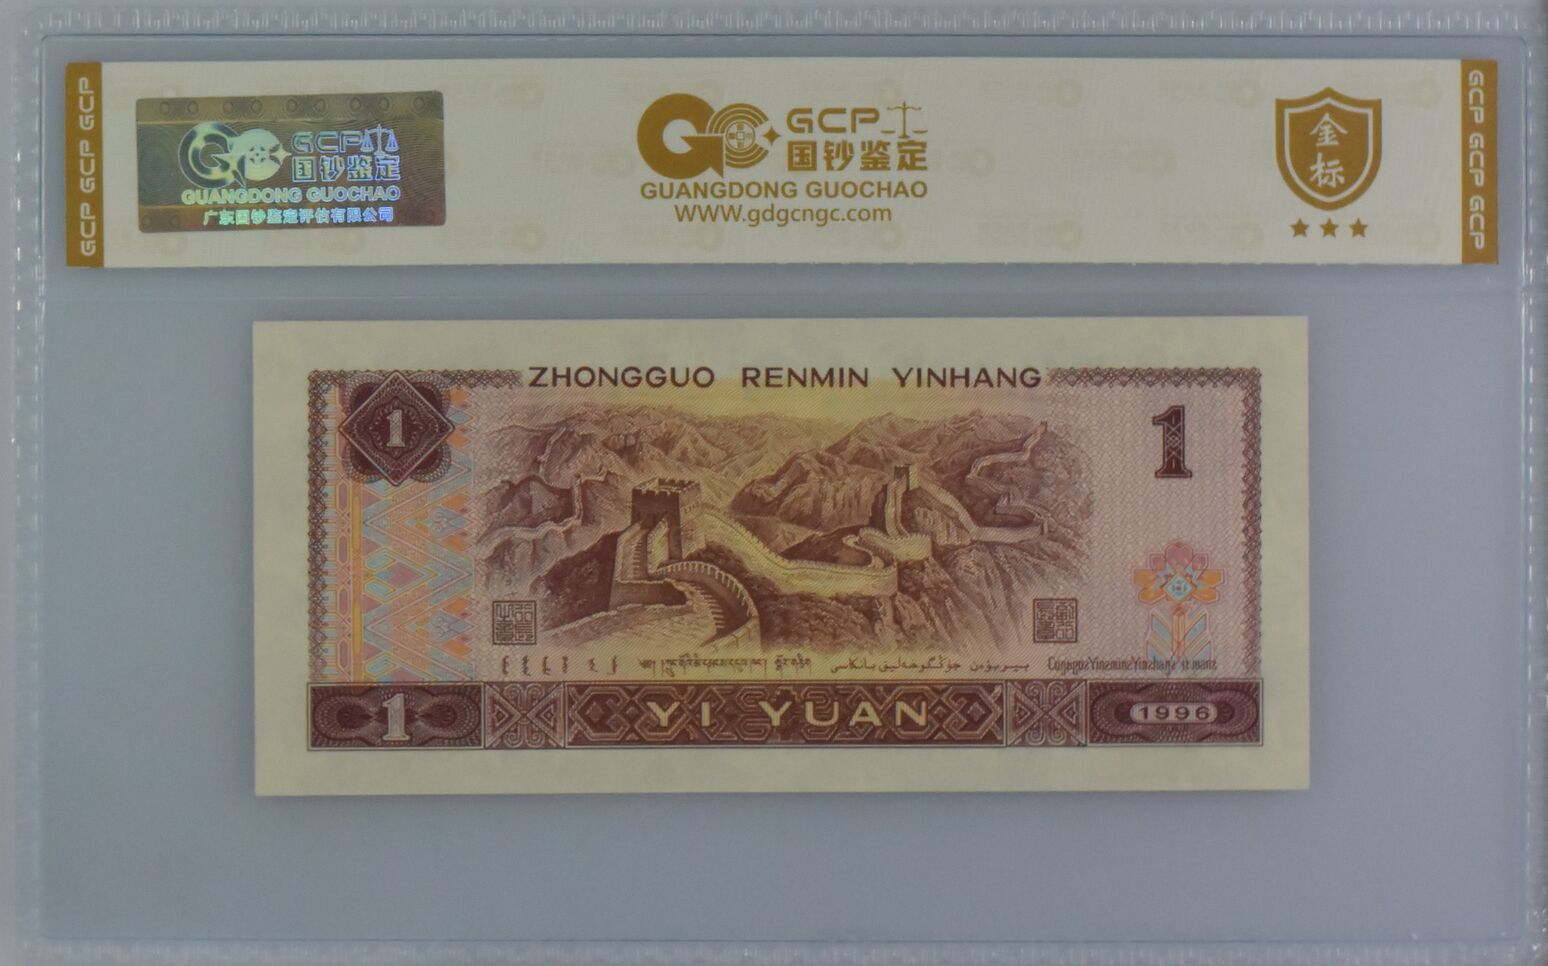 GCP GCP GCP
GCP
国钞鉴定
GUANGDONG GUOCHAO
广东国钞鉴定评估有限公司
GCP
国钞鉴定
GUANGDONG GUOCHAO
WWW.gdgcngc.com
金标
GCP GCP GCP
ZHONGGUO RENMIN YINHANG
1
1
1
YI YUAN
1996